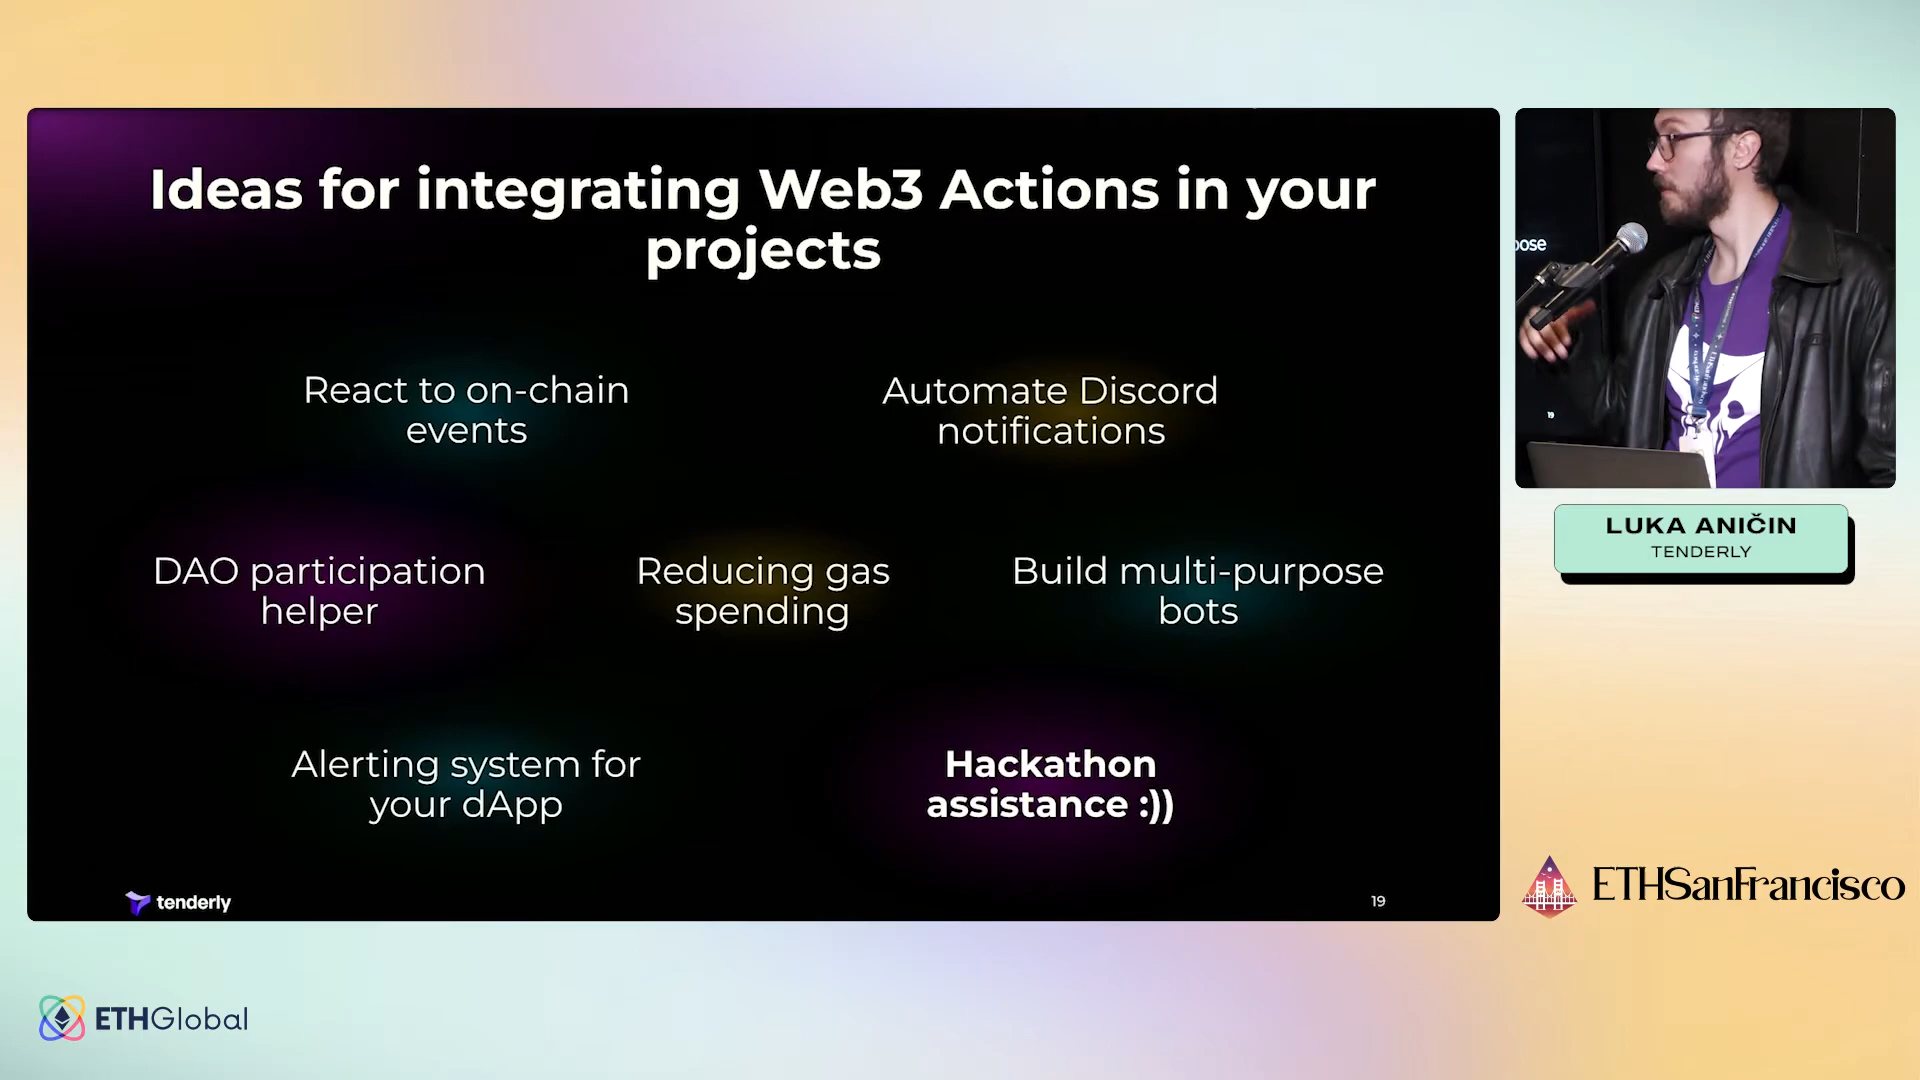 Ideas for integrating Web3 Actions in your
projects
React to on-chain
events
Automate Discord
notifications
DAO participation
helper
Reducing gas
spending
Build multi-purpose
bots
Alerting system for
your dApp
Hackathon
assistance :))
tenderly
19
pose
19
LUKA ANIČIN
TENDERLY
ETHSanFrancisco
ETHGlobal